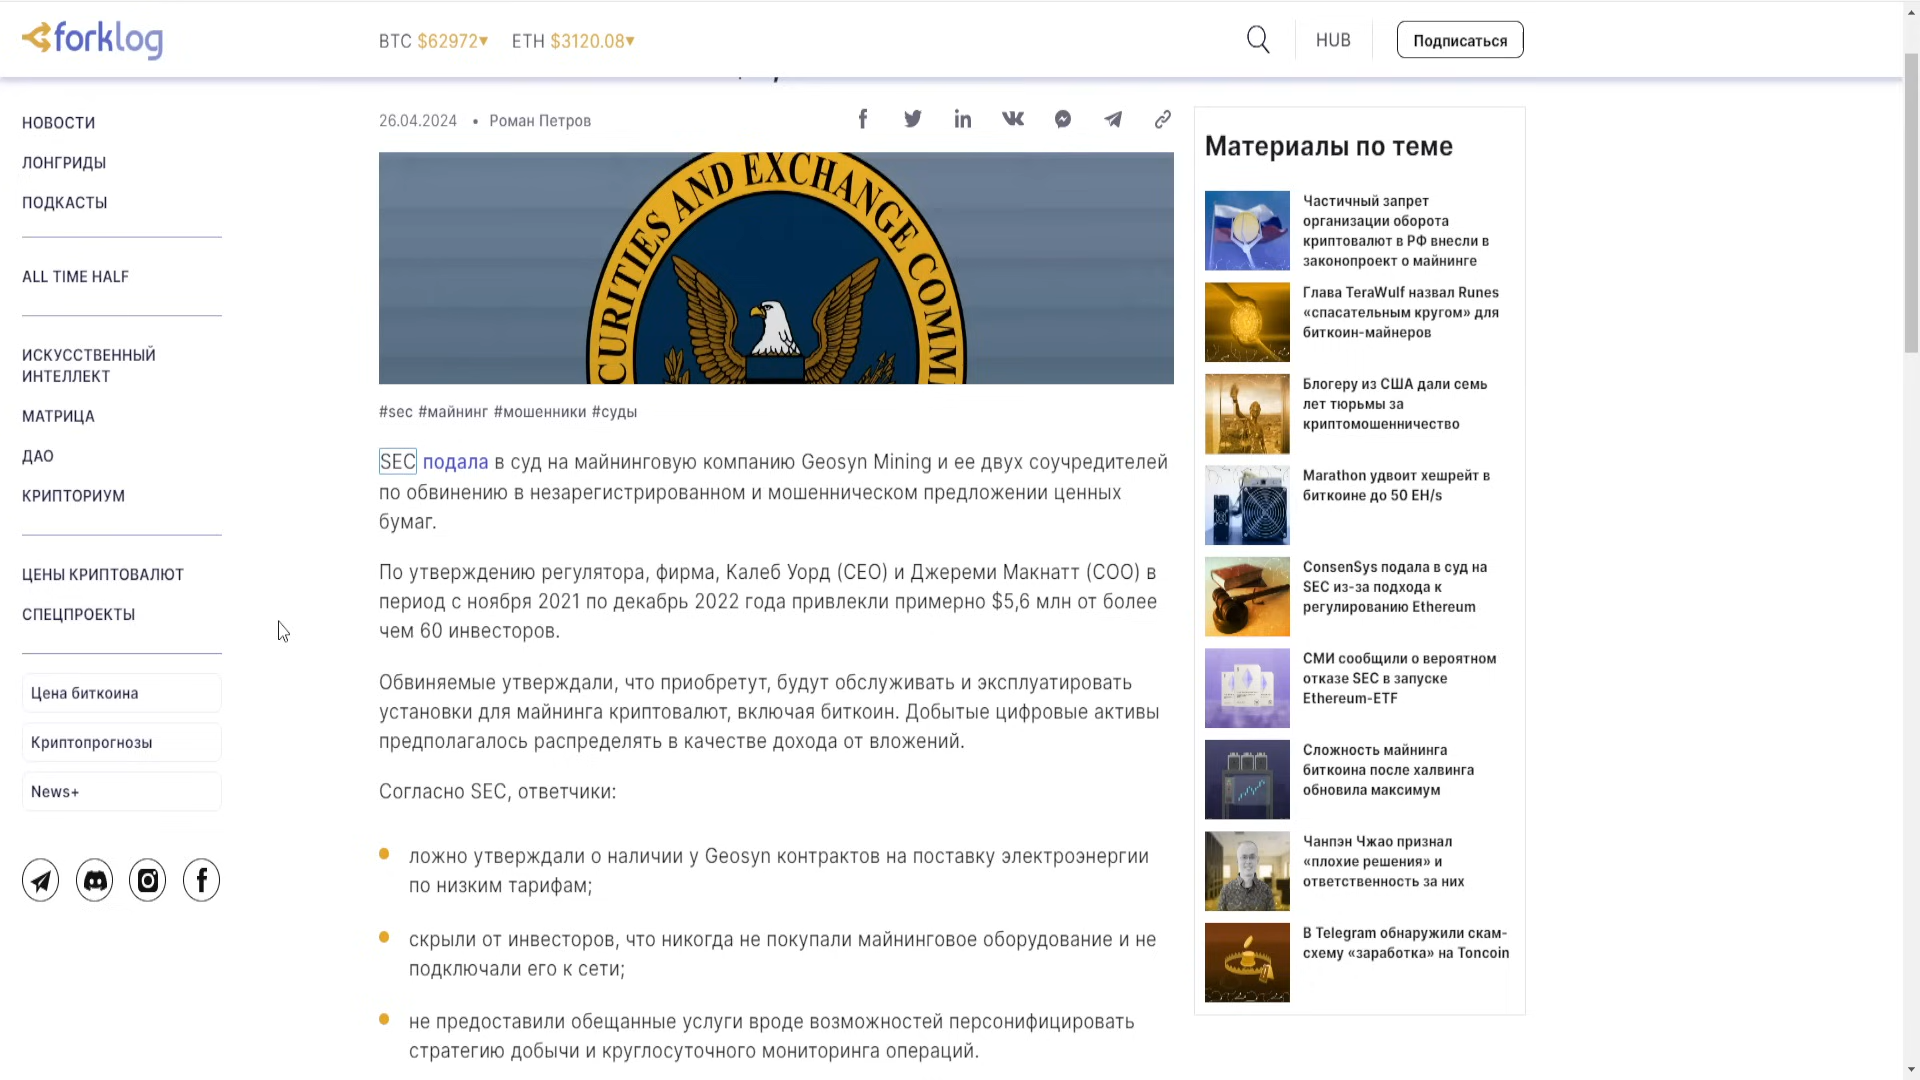 forklog
BTC $62972▾ ETH $3120.08▾
HUB
Подписаться
НОВОСТИ
ЛОНГРИДЫ
ПОДКАСТЫ
ALL TIME HALF
ИСКУССТВЕННЫЙ
ИНТЕЛЛЕКТ
МАТРИЦА
ДАО
КРИПТОРИУМ
ЦЕНЫ КРИПТОВАЛЮТ
СПЕЦПРОЕКТЫ
Цена биткоина
Криптопрогнозы
News+
26.04.2024 • Роман Петров
CURITIES AND EXCHANGE COMM
#sec #майнинг #мошенники #суды
SEC подала в суд на майнинговую компанию Geosyn Mining и ее двух соучредителей
по обвинению в незарегистрированном и мошенническом предложении ценных
бумаг.
По утверждению регулятора, фирма, Калеб Уорд (CEO) и Джереми Макнатт (COO) в
период с ноября 2021 по декабрь 2022 года привлекли примерно $5,6 млн от более
чем 60 инвесторов.
Обвиняемые утверждали, что приобретут, будут обслуживать и эксплуатировать
установки для майнинга криптовалют, включая биткоин. Добытые цифровые активы
предполагалось распределять в качестве дохода от вложений.
Согласно SEC, ответчики:
ложно утверждали о наличии у Geosyn контрактов на поставку электроэнергии
по низким тарифам;
скрыли от инвесторов, что никогда не покупали майнинговое оборудование и не
подключали его к сети;
не предоставили обещанные услуги вроде возможностей персонифицировать
стратегию добычи и круглосуточного мониторинга операций.
Материалы по теме
Частичный запрет
организации оборота
криптовалют в РФ внесли в
законопроект о майнинге
Глава TeraWulf назвал Runes
«спасательным кругом» для
биткоин-майнеров
Блогеру из США дали семь
лет тюрьмы за
криптомошенничество
Marathon удвоит хешрейт в
биткоине до 50 EH/s
ConsenSys подала в суд на
SEC из-за подхода к
регулированию Ethereum
СМИ сообщили о вероятном
отказе SEC в запуске
Ethereum-ETF
Сложность майнинга
биткоина после халвинга
обновила максимум
Чанпэн Чжао признал
«плохие решения» и
ответственность за них
В Telegram обнаружили скам-
схему «заработка» на Toncoin